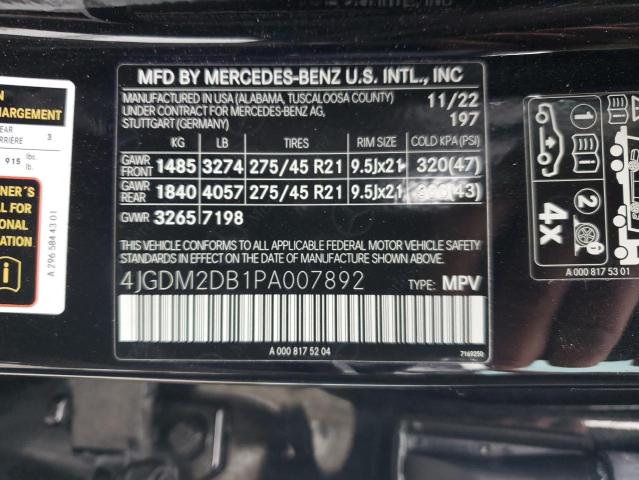 MFD BY MERCEDES-BENZ U.S. INTL., INC
MANUFACTURED IN USA (ALABAMA, TUSCALOOSA COUNTY) 11/22
UNDER CONTRACT FOR MERCEDES-BENZ AG, 197
STUTTGART (GERMANY)
KG LB TIRES RIM SIZE COLD KPA (PSI)
GAWR FRONT 1485 3274 275/45 R21 9.5Jx21 320(47)
GAWR REAR 1840 4057 275/45 R21 9.5Jx21 (43)
GVWR 3265 7198
THIS VEHICLE CONFORMS TO ALL APPLICABLE FEDERAL MOTOR VEHICLE SAFETY
STANDARDS IN EFFECT ON THE DATE OF MANUFACTURE SHOWN ABOVE.
4JGDM2DB1PA007892 TYPE: MPV
A 000 817 52 04
7169250
ON
HARGEMENT
EAR 3
RRIÈRE
915 lbs.
lb.
NER'S
L FOR
ONAL
ATION
A 296 584 43 01
1
2
4x
A 000 817 53 01